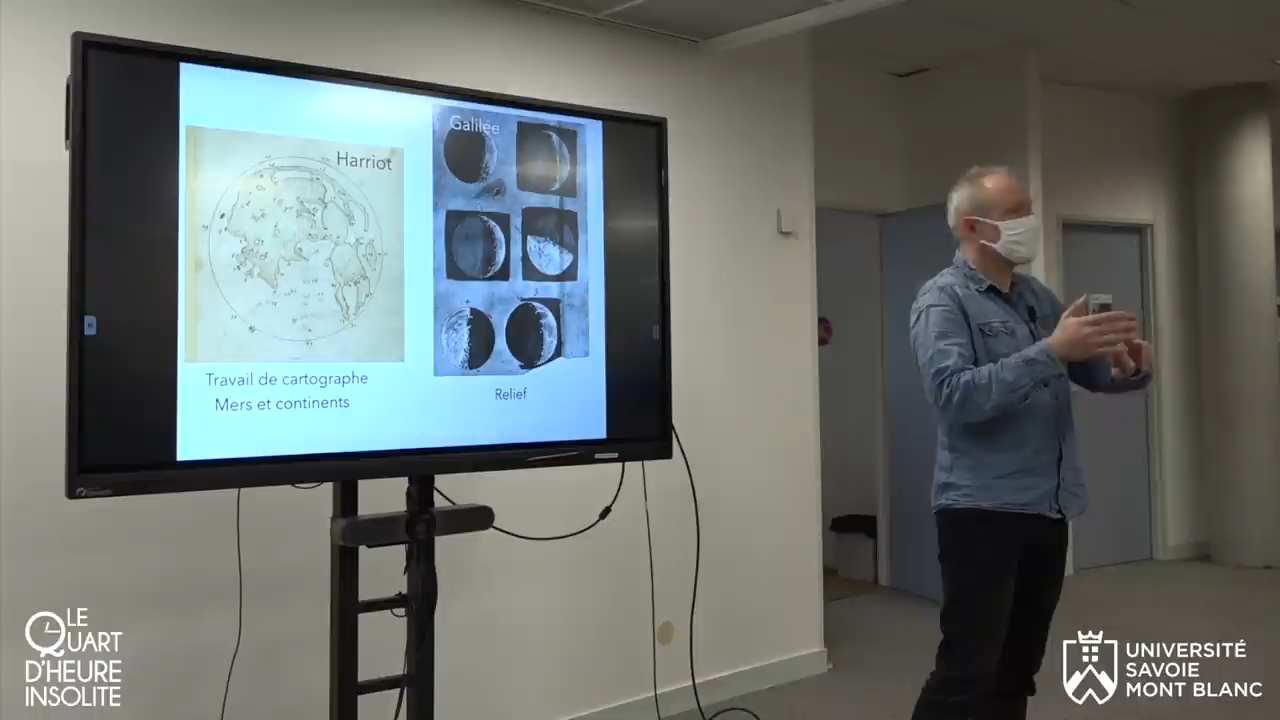 Harriot
Galilée
Travail de cartographe
Mers et continents
Relief
LE
QUART
D'HEURE
INSOLITE
UNIVERSITÉ
SAVOIE
MONT BLANC